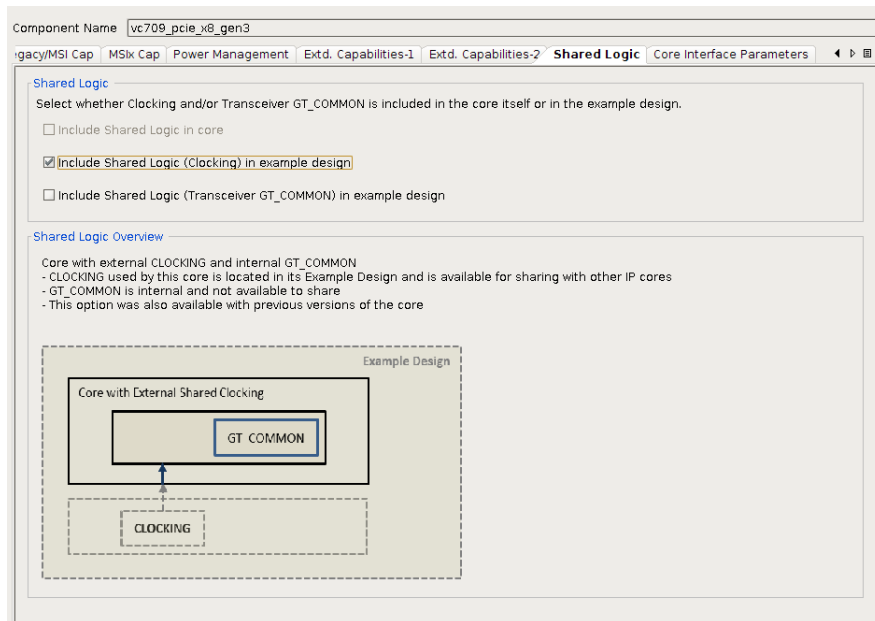 Component Name vc709_pcie_x8_gen3
gacy/MSI Cap MSIx Cap Power Management Extd. Capabilities-1 Extd. Capabilities-2 Shared Logic Core Interface Parameters
Shared Logic
Select whether Clocking and/or Transceiver GT_COMMON is included in the core itself or in the example design.
Include Shared Logic in core
Include Shared Logic (Clocking) in example design
Include Shared Logic (Transceiver GT_COMMON) in example design
Shared Logic Overview
Core with external CLOCKING and internal GT_COMMON
- CLOCKING used by this core is located in its Example Design and is available for sharing with other IP cores
- GT_COMMON is internal and not available to share
- This option was also available with previous versions of the core
Example Design
Core with External Shared Clocking
GT COMMON
CLOCKING